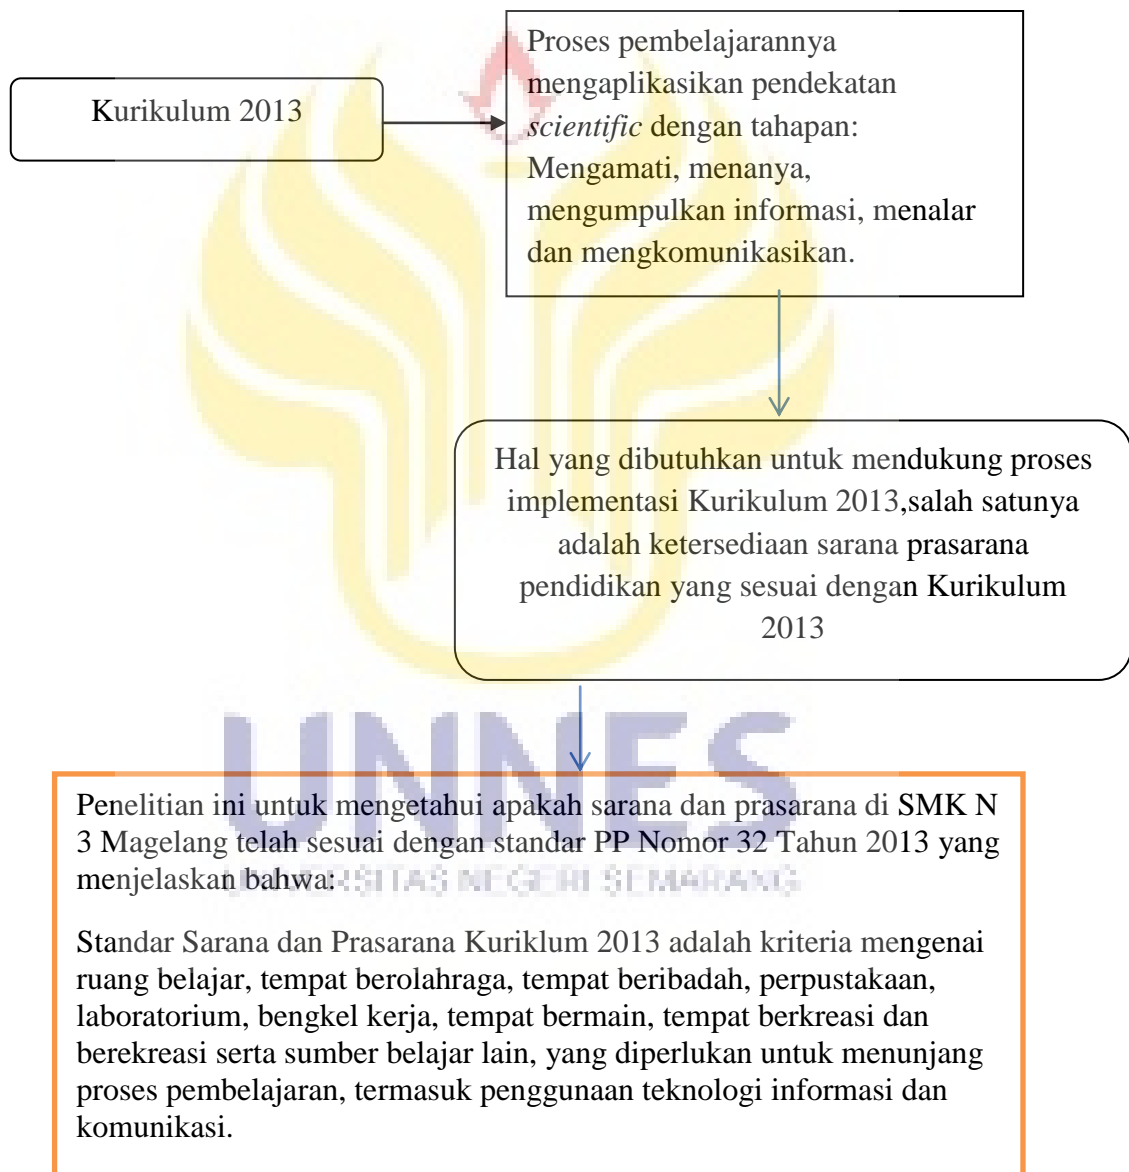 Kurikulum 2013
Proses pembelajarannya
mengaplikasikan pendekatan
scientific dengan tahapan:
Mengamati, menanya,
mengumpulkan informasi, menalar
dan mengkomunikasikan.
Hal yang dibutuhkan untuk mendukung proses
implementasi Kurikulum 2013,salah satunya
adalah ketersediaan sarana prasarana
pendidikan yang sesuai dengan Kurikulum
2013
UNNES
UNIVERSITAS NEGERI SEMARANG
Penelitian ini untuk mengetahui apakah sarana dan prasarana di SMK N
3 Magelang telah sesuai dengan standar PP Nomor 32 Tahun 2013 yang
menjelaskan bahwa:
Standar Sarana dan Prasarana Kuriklum 2013 adalah kriteria mengenai
ruang belajar, tempat berolahraga, tempat beribadah, perpustakaan,
laboratorium, bengkel kerja, tempat bermain, tempat berkreasi dan
berekreasi serta sumber belajar lain, yang diperlukan untuk menunjang
proses pembelajaran, termasuk penggunaan teknologi informasi dan
komunikasi.